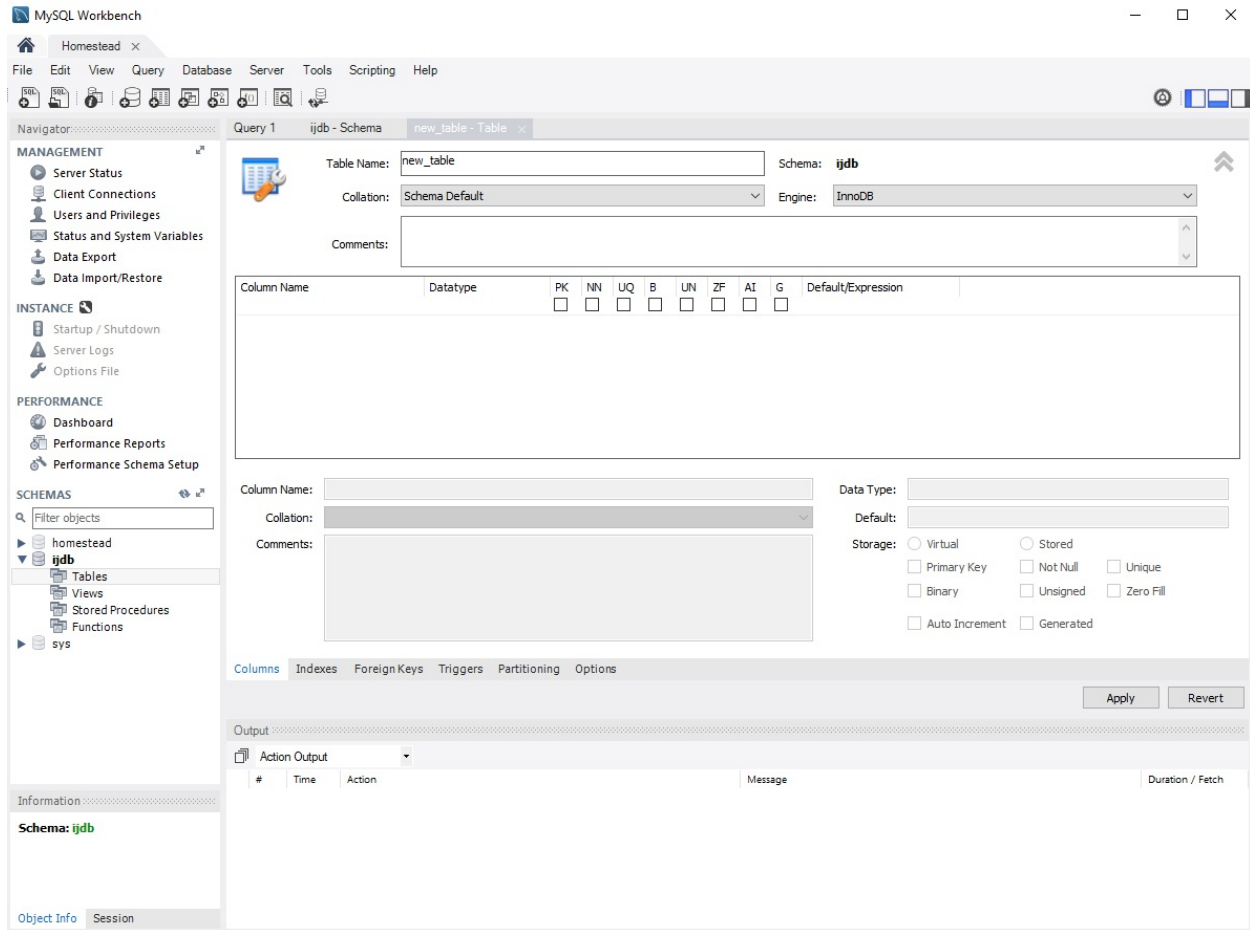 MySQL Workbench
Homestead
File Edit View Query Database Server Tools Scripting Help
Navigator
MANAGEMENT
Server Status
Client Connections
Users and Privileges
Status and System Variables
Data Export
Data Import/Restore
INSTANCE
Startup / Shutdown
Server Logs
Options File
PERFORMANCE
Dashboard
Performance Reports
Performance Schema Setup
SCHEMAS
Filter objects
homestead
ijdb
Tables
Views
Stored Procedures
Functions
sys
Information
Schema: ijdb
Object Info Session
Query 1 ijdb - Schema new_table - Table
Table Name: new_table Schema: ijdb
Collation: Schema Default Engine: InnoDB
Comments:
Column Name Datatype PK NN UQ B UN ZF AI G Default/Expression
Column Name: Data Type:
Collation: Default:
Comments: Storage: Virtual Stored
Primary Key Not Null Unique
Binary Unsigned Zero Fill
Auto Increment Generated
Columns Indexes Foreign Keys Triggers Partitioning Options
Apply Revert
Output
Action Output
# Time Action Message Duration / Fetch